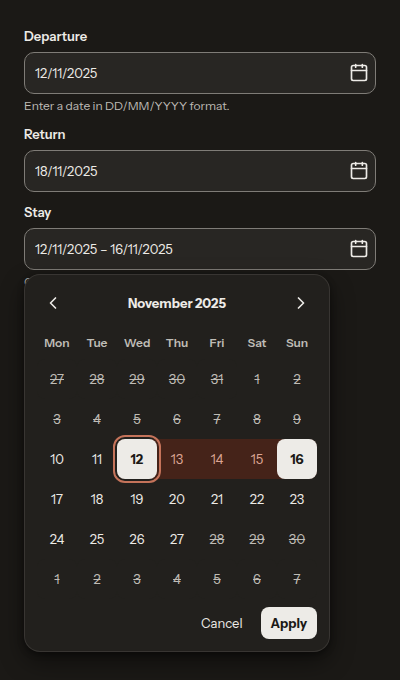 Departure
12/11/2025
Enter a date in DD/MM/YYYY format.
Return
18/11/2025
Stay
12/11/2025 – 16/11/2025
November 2025
Mon Tue Wed Thu Fri Sat Sun
27 28 29 30 31 1 2
3 4 5 6 7 8 9
10 11 12 13 14 15 16
17 18 19 20 21 22 23
24 25 26 27 28 29 30
1 2 3 4 5 6 7
Cancel Apply